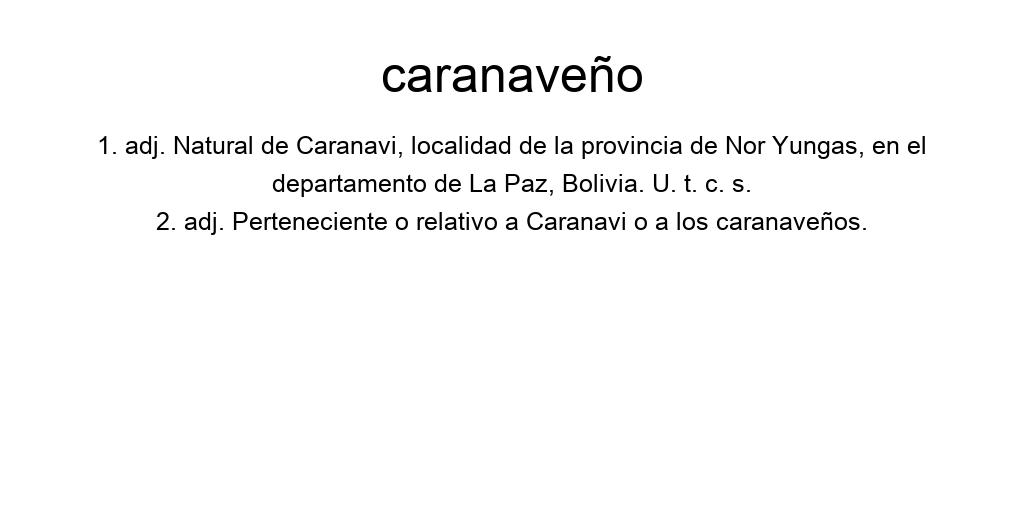 caranaveño
1. adj. Natural de Caranavi, localidad de la provincia de Nor Yungas, en el
departamento de La Paz, Bolivia. U. t. c. s.
2. adj. Perteneciente o relativo a Caranavi o a los caranaveños.